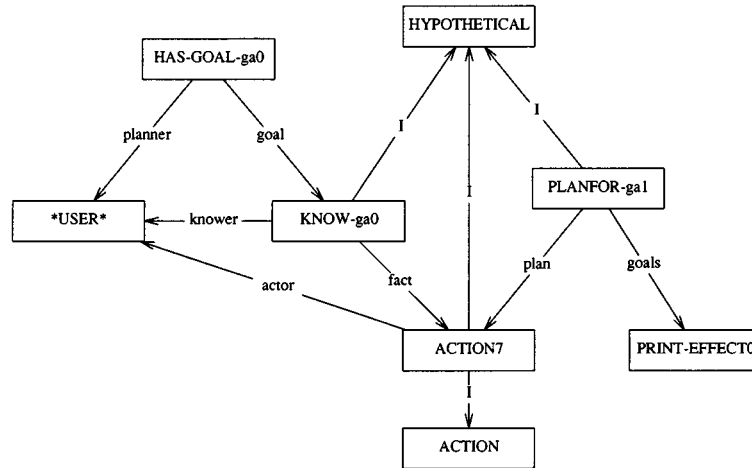 HYPOTHETICAL
HAS-GOAL-ga0
planner
goal
I
I
I
PLANFOR-ga1
*USER*
knower
KNOW-ga0
actor
fact
plan
goals
ACTION7
PRINT-EFFECT0
I
ACTION